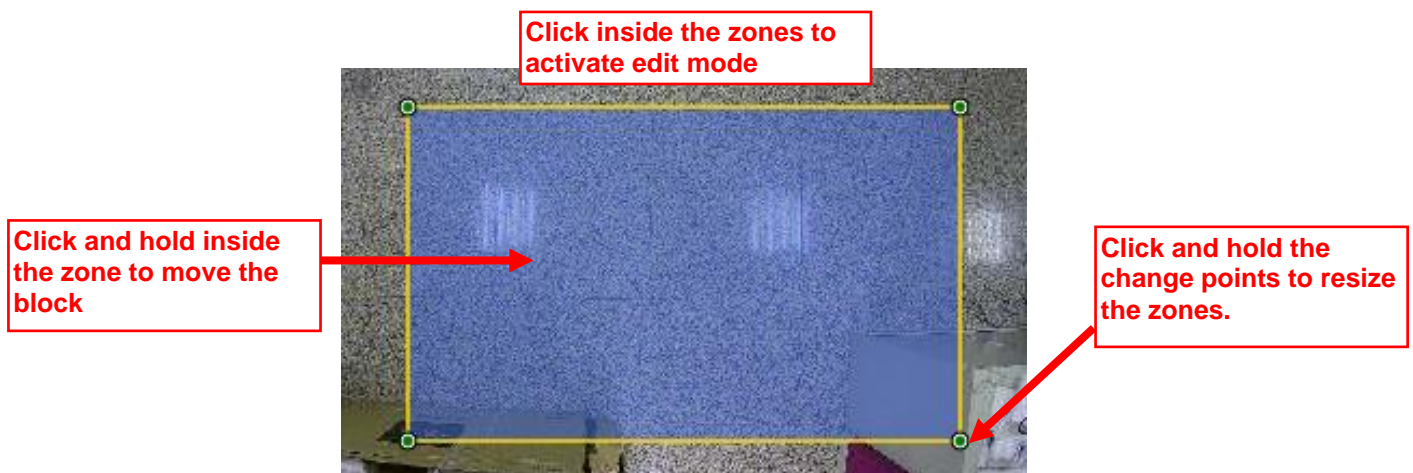 Click inside the zones to
activate edit mode
Click and hold inside
the zone to move the
block
Click and hold the
change points to resize
the zones.